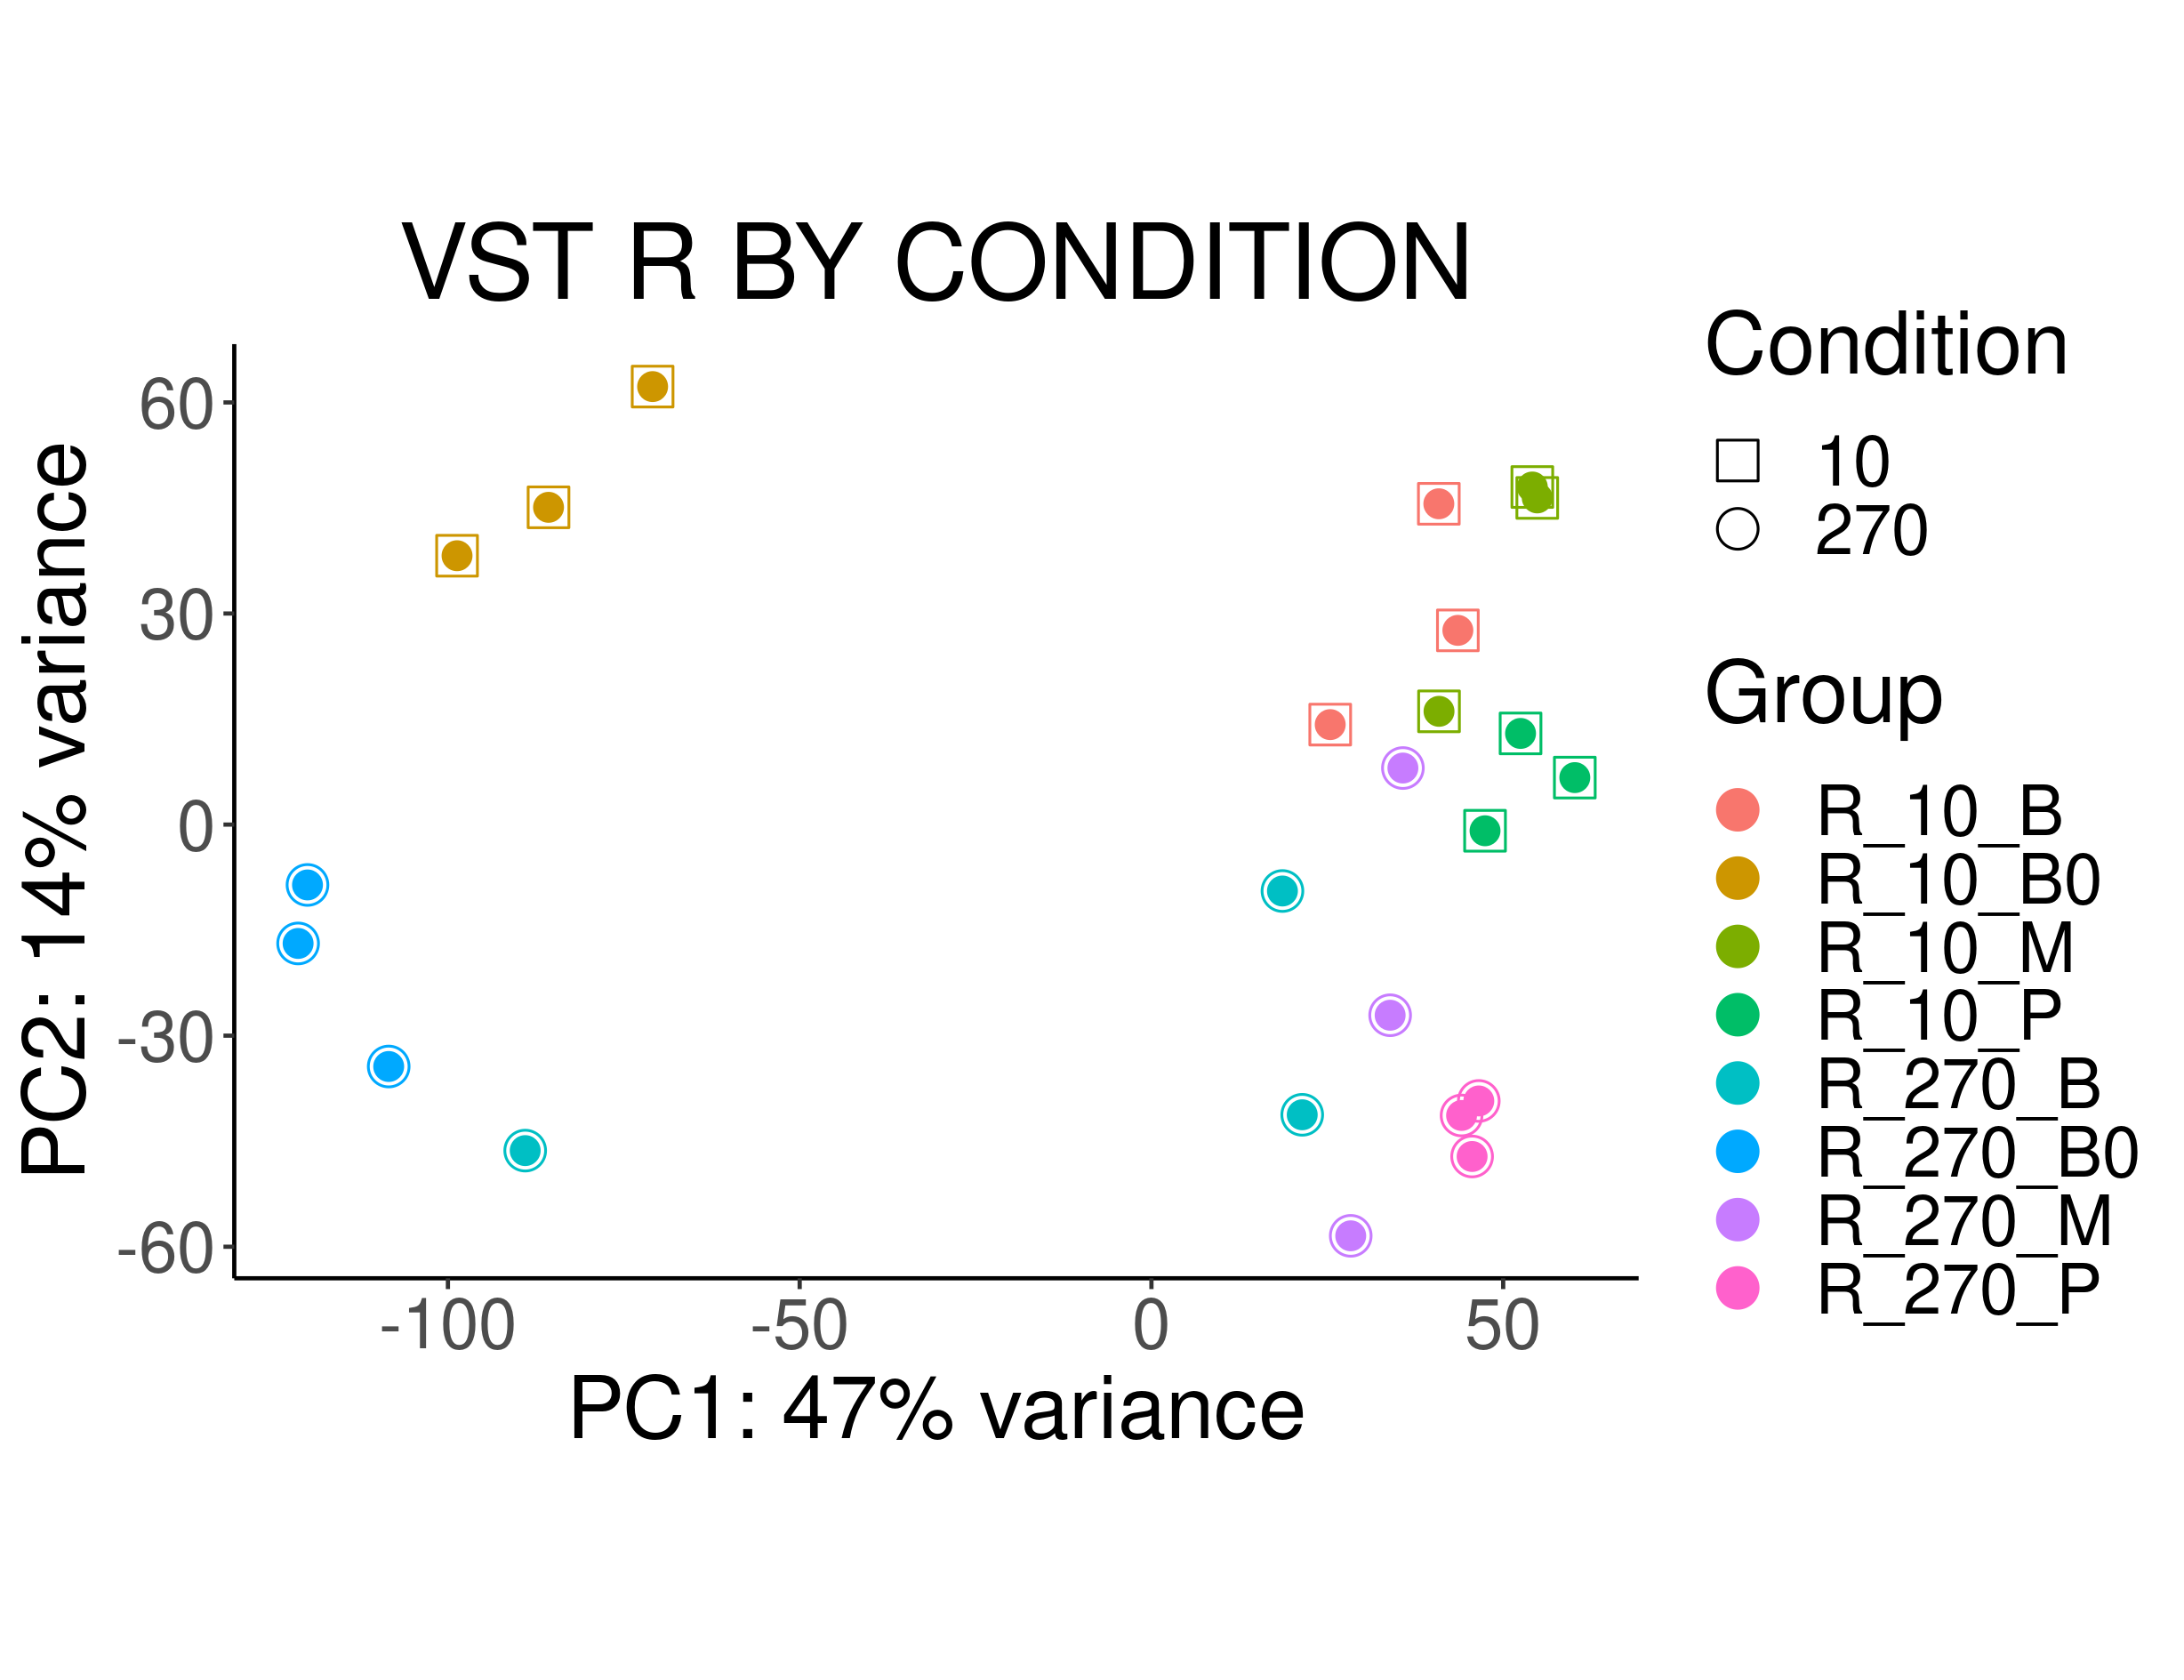 VST R BY CONDITION
PC2: 14% variance
60
30
0
-30
-60
-100
-50
0
50
PC1: 47% variance
Condition
10
270
Group
R_10_B
R_10_B0
R_10_M
R_10_P
R_270_B
R_270_B0
R_270_M
R_270_P